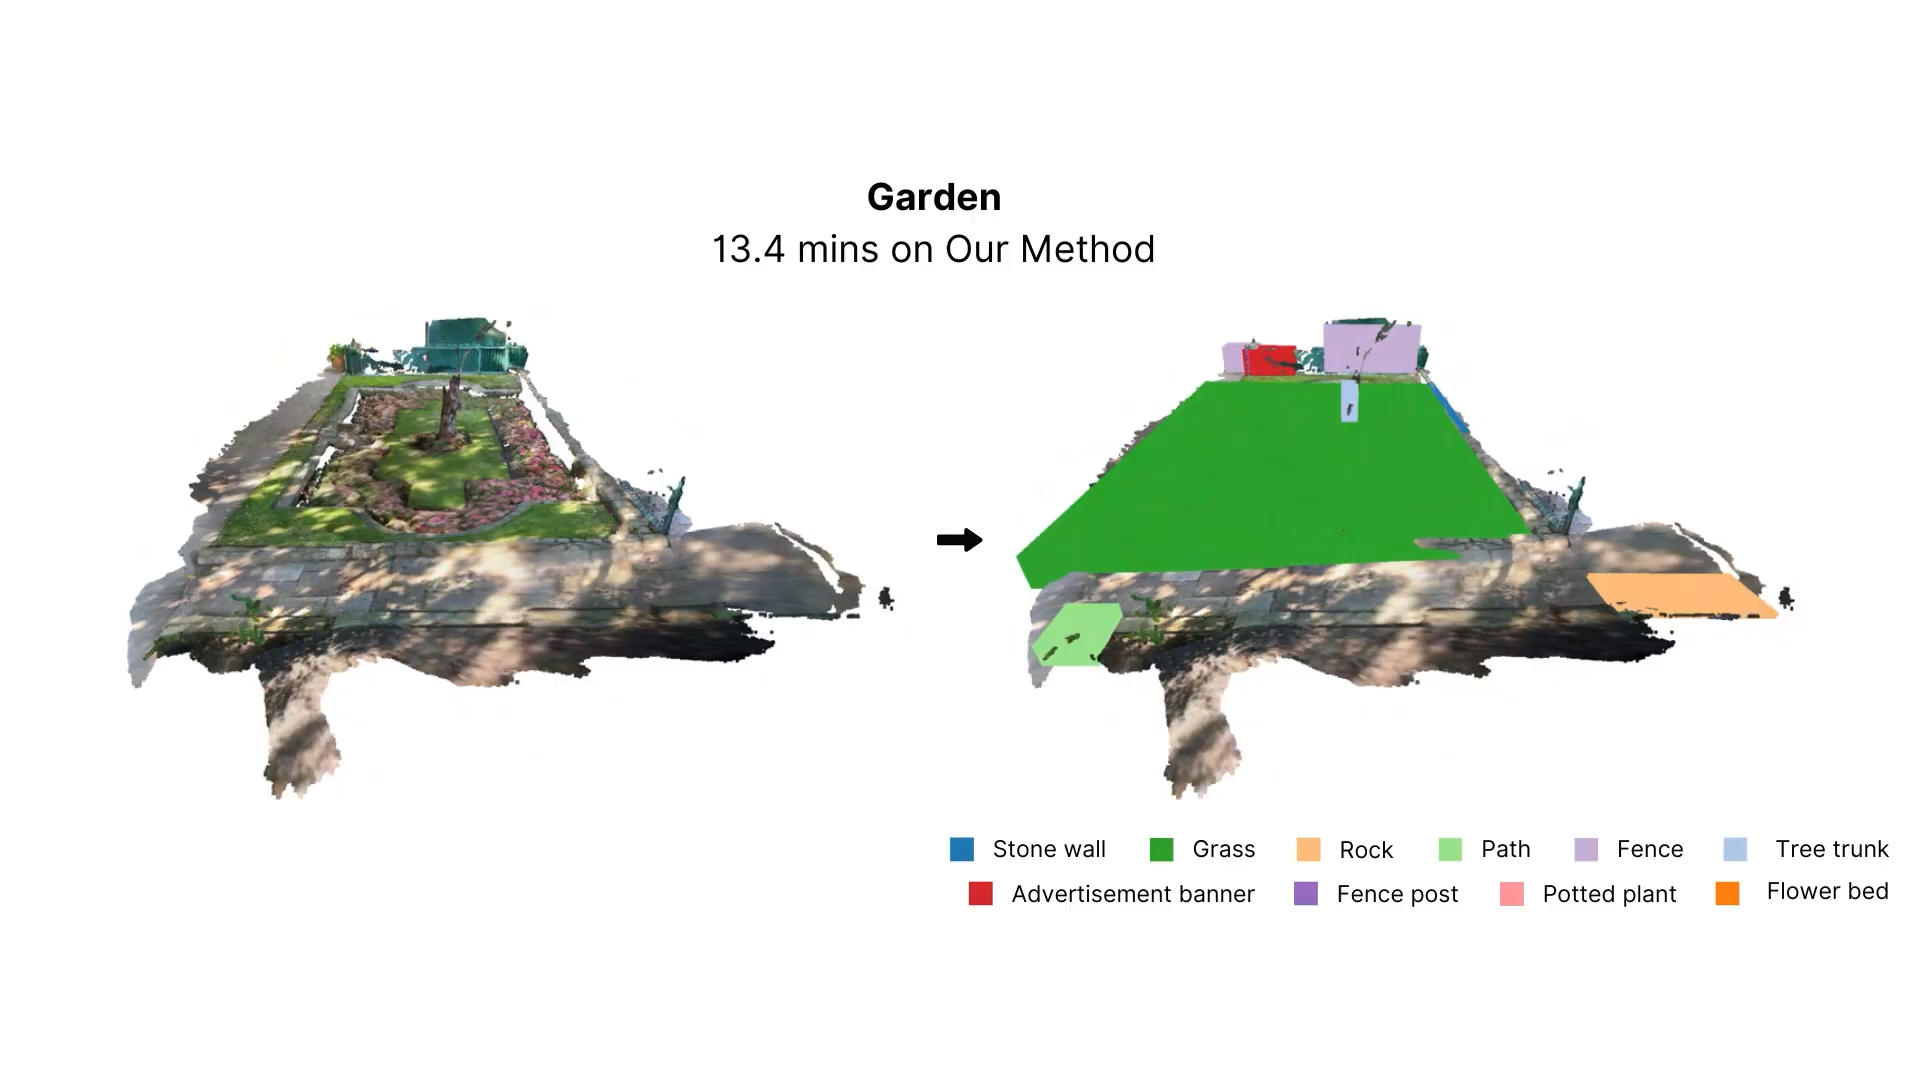 Garden
13.4 mins on Our Method
Stone wall Grass Rock Path Fence Tree trunk
Advertisement banner Fence post Potted plant Flower bed